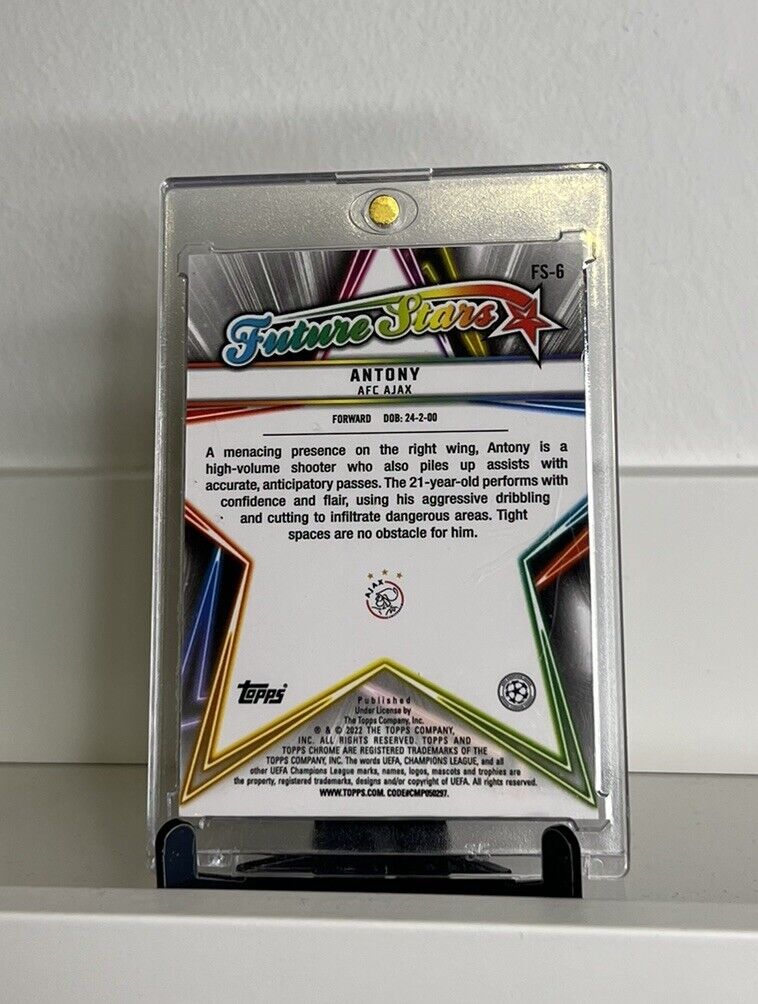 FS-6
Future Stars
ANTONY
AFC AJAX
FORWARD DOB: 24-2-00
A menacing presence on the right wing, Antony is a
high-volume shooter who also piles up assists with
accurate, anticipatory passes. The 21-year-old performs with
confidence and flair, using his aggressive dribbling
and cutting to infiltrate dangerous areas. Tight
spaces are no obstacle for him.
AJAX
Topps
Published
Under License by
The Topps Company, Inc.
® & © 2022 THE TOPPS COMPANY,
INC. ALL RIGHTS RESERVED. TOPPS AND
TOPPS CHROME ARE REGISTERED TRADEMARKS OF THE
TOPPS COMPANY, INC. The words UEFA, CHAMPIONS LEAGUE, and all
other UEFA Champions League marks, names, logos, mascots and trophies are
the property, registered trademarks, designs and/or copyright of UEFA. All rights reserved.
WWW.TOPPS.COM. CODE#CMP050297.